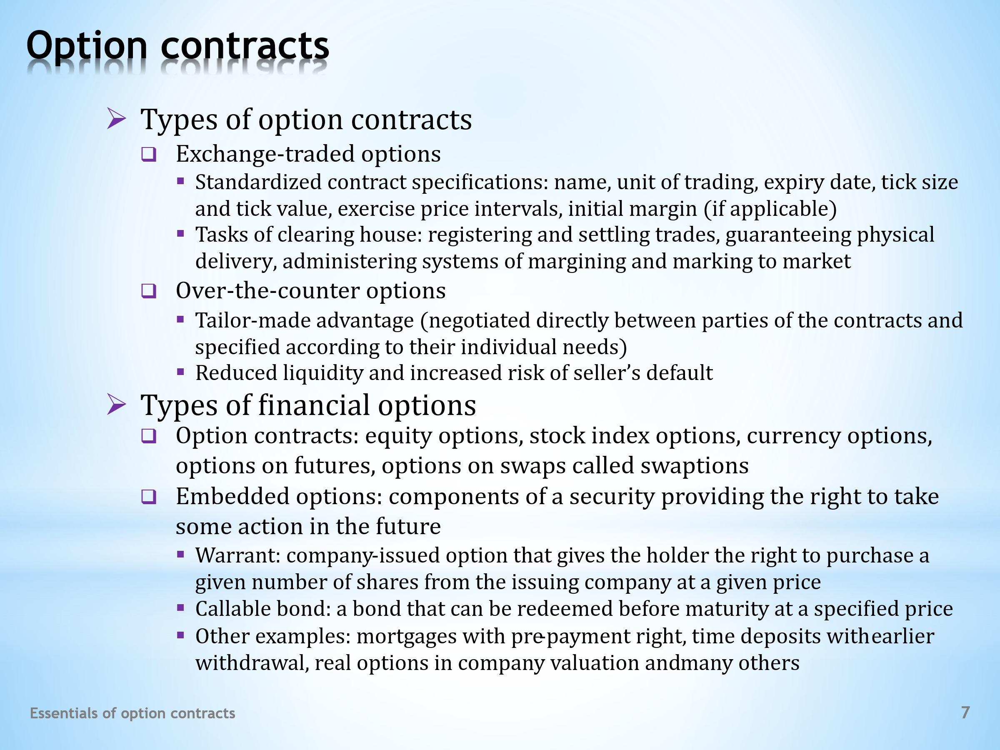 Option contracts
Types of option contracts
Exchange-traded options
Standardized contract specifications: name, unit of trading, expiry date, tick size
and tick value, exercise price intervals, initial margin (if applicable)
Tasks of clearing house: registering and settling trades, guaranteeing physical
delivery, administering systems of margining and marking to market
Over-the-counter options
Tailor-made advantage (negotiated directly between parties of the contracts and
specified according to their individual needs)
Reduced liquidity and increased risk of seller’s default
Types of financial options
Option contracts: equity options, stock index options, currency options,
options on futures, options on swaps called swaptions
Embedded options: components of a security providing the right to take
some action in the future
Warrant: company-issued option that gives the holder the right to purchase a
given number of shares from the issuing company at a given price
Callable bond: a bond that can be redeemed before maturity at a specified price
Other examples: mortgages with pre-payment right, time deposits withearlier
withdrawal, real options in company valuation andmany others
Essentials of option contracts
7